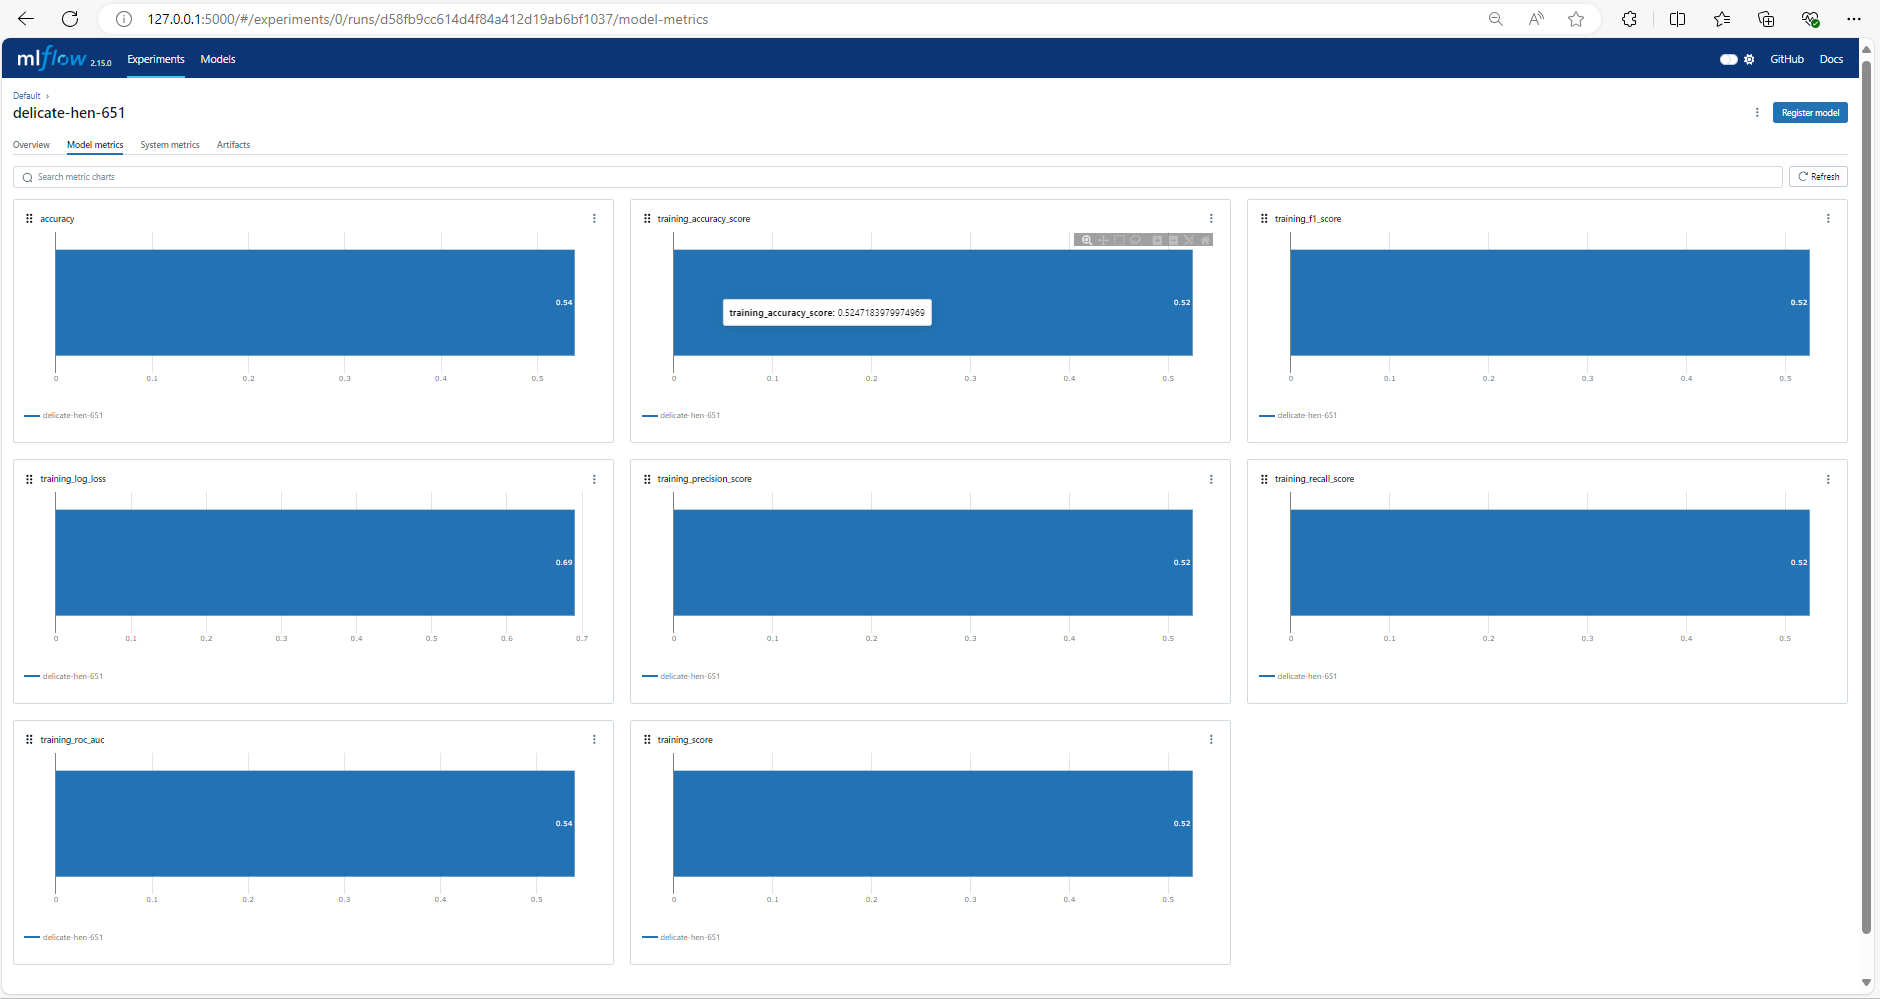 127.0.0.1:5000/#/experiments/0/runs/d58fb9cc614d4f84a412d19ab6bf1037/model-metrics
mlflow 2.15.0 Experiments Models GitHub Docs
Default ›
delicate-hen-651
Register model
Overview Model metrics System metrics Artifacts
Search metric charts
Refresh
accuracy
0.54
0 0.1 0.2 0.3 0.4 0.5
delicate-hen-651
training_accuracy_score
0.52
training_accuracy_score: 0.5247183979974969
0 0.1 0.2 0.3 0.4 0.5
delicate-hen-651
training_f1_score
0.52
0 0.1 0.2 0.3 0.4 0.5
delicate-hen-651
training_log_loss
0.69
0 0.1 0.2 0.3 0.4 0.5 0.6 0.7
delicate-hen-651
training_precision_score
0.52
0 0.1 0.2 0.3 0.4 0.5
delicate-hen-651
training_recall_score
0.52
0 0.1 0.2 0.3 0.4 0.5
delicate-hen-651
training_roc_auc
0.54
0 0.1 0.2 0.3 0.4 0.5
delicate-hen-651
training_score
0.52
0 0.1 0.2 0.3 0.4 0.5
delicate-hen-651